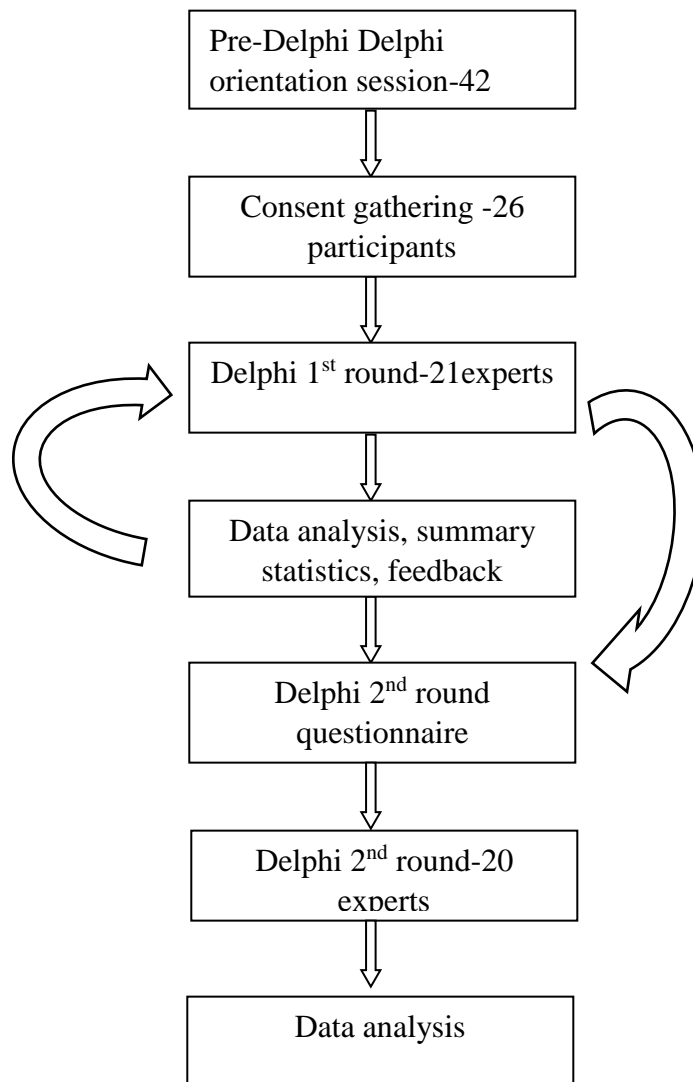 Pre-Delphi Delphi
orientation session-42
Consent gathering -26
participants
Delphi 1st round-21experts
Data analysis, summary
statistics, feedback
Delphi 2nd round
questionnaire
Delphi 2nd round-20
experts
Data analysis